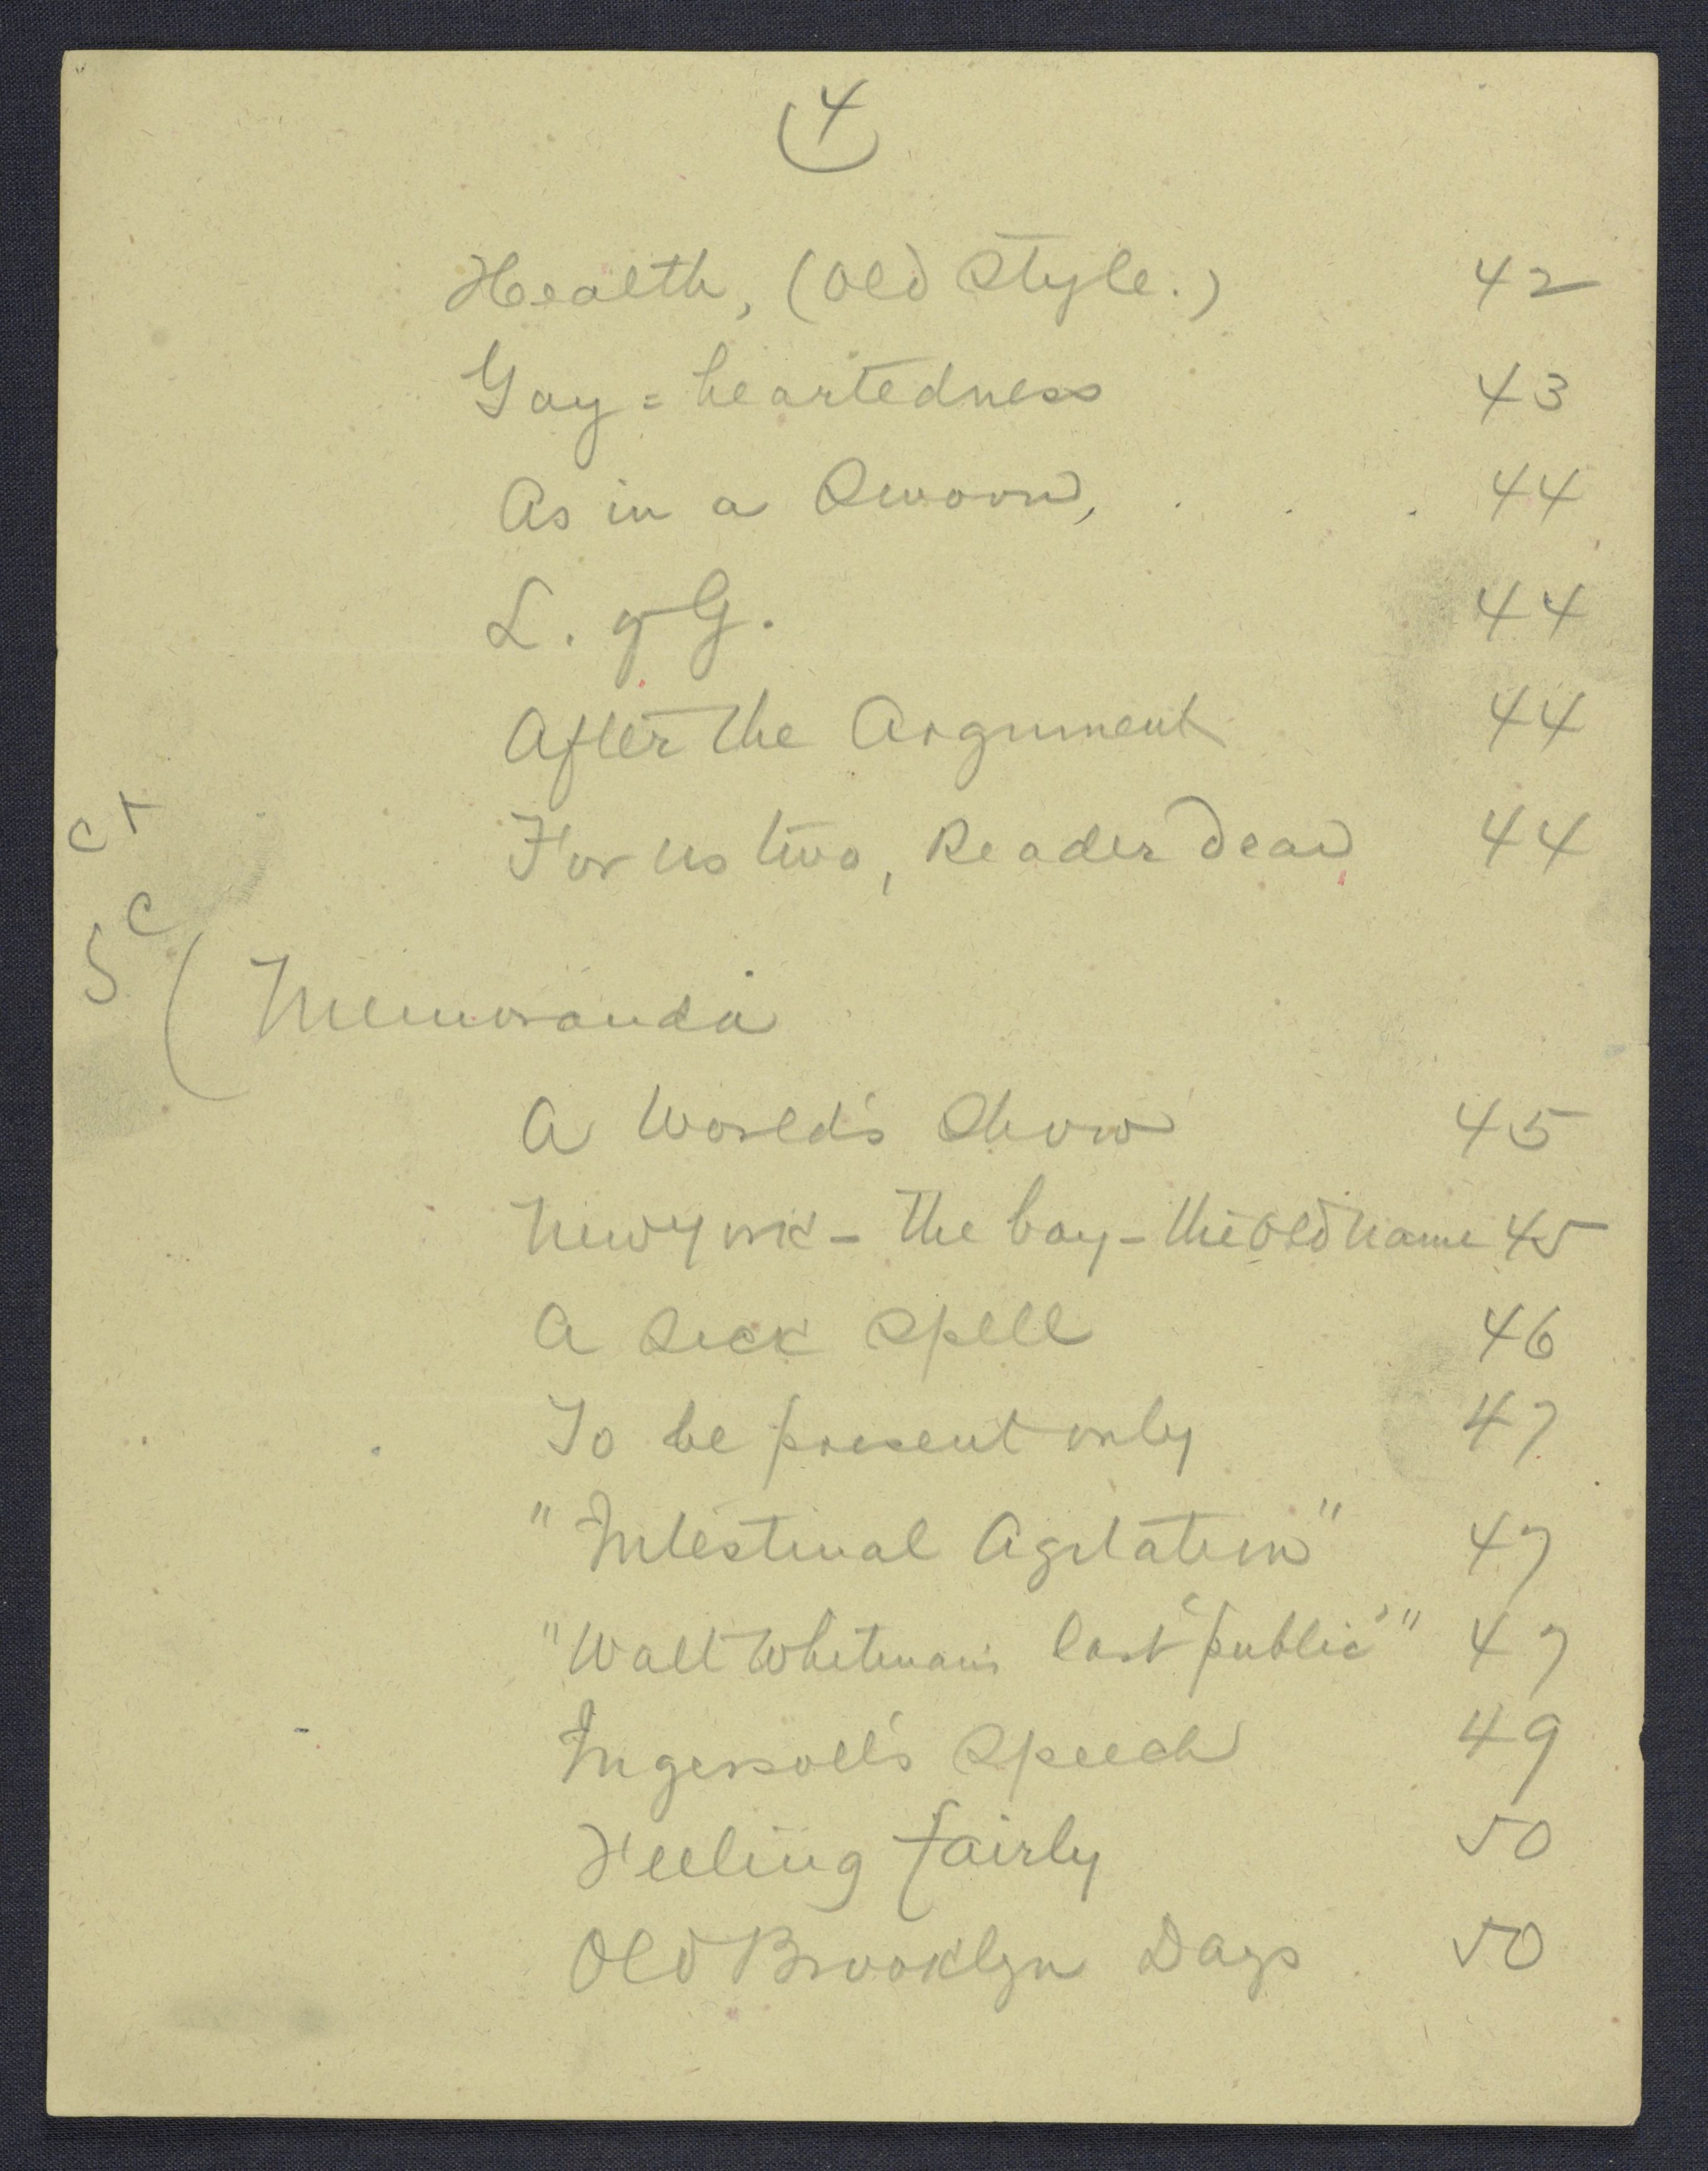 4
Health, (Old Style.) 42
Gay=heartedness 43
As in a Swoon, . . . 44
L. of G. 44
After the Argument 44
For us two, Reader dear 44
S C
Memoranda
A World's Show 45
New York – The bay – the old name 45
A Sick Spell 46
To be present only 47
"Intestinal Agitation" 47
"Walt Whitman's last 'public'" 47
Ingersoll's Speech 49
Feeling fairly 50
Old Brooklyn Days 50